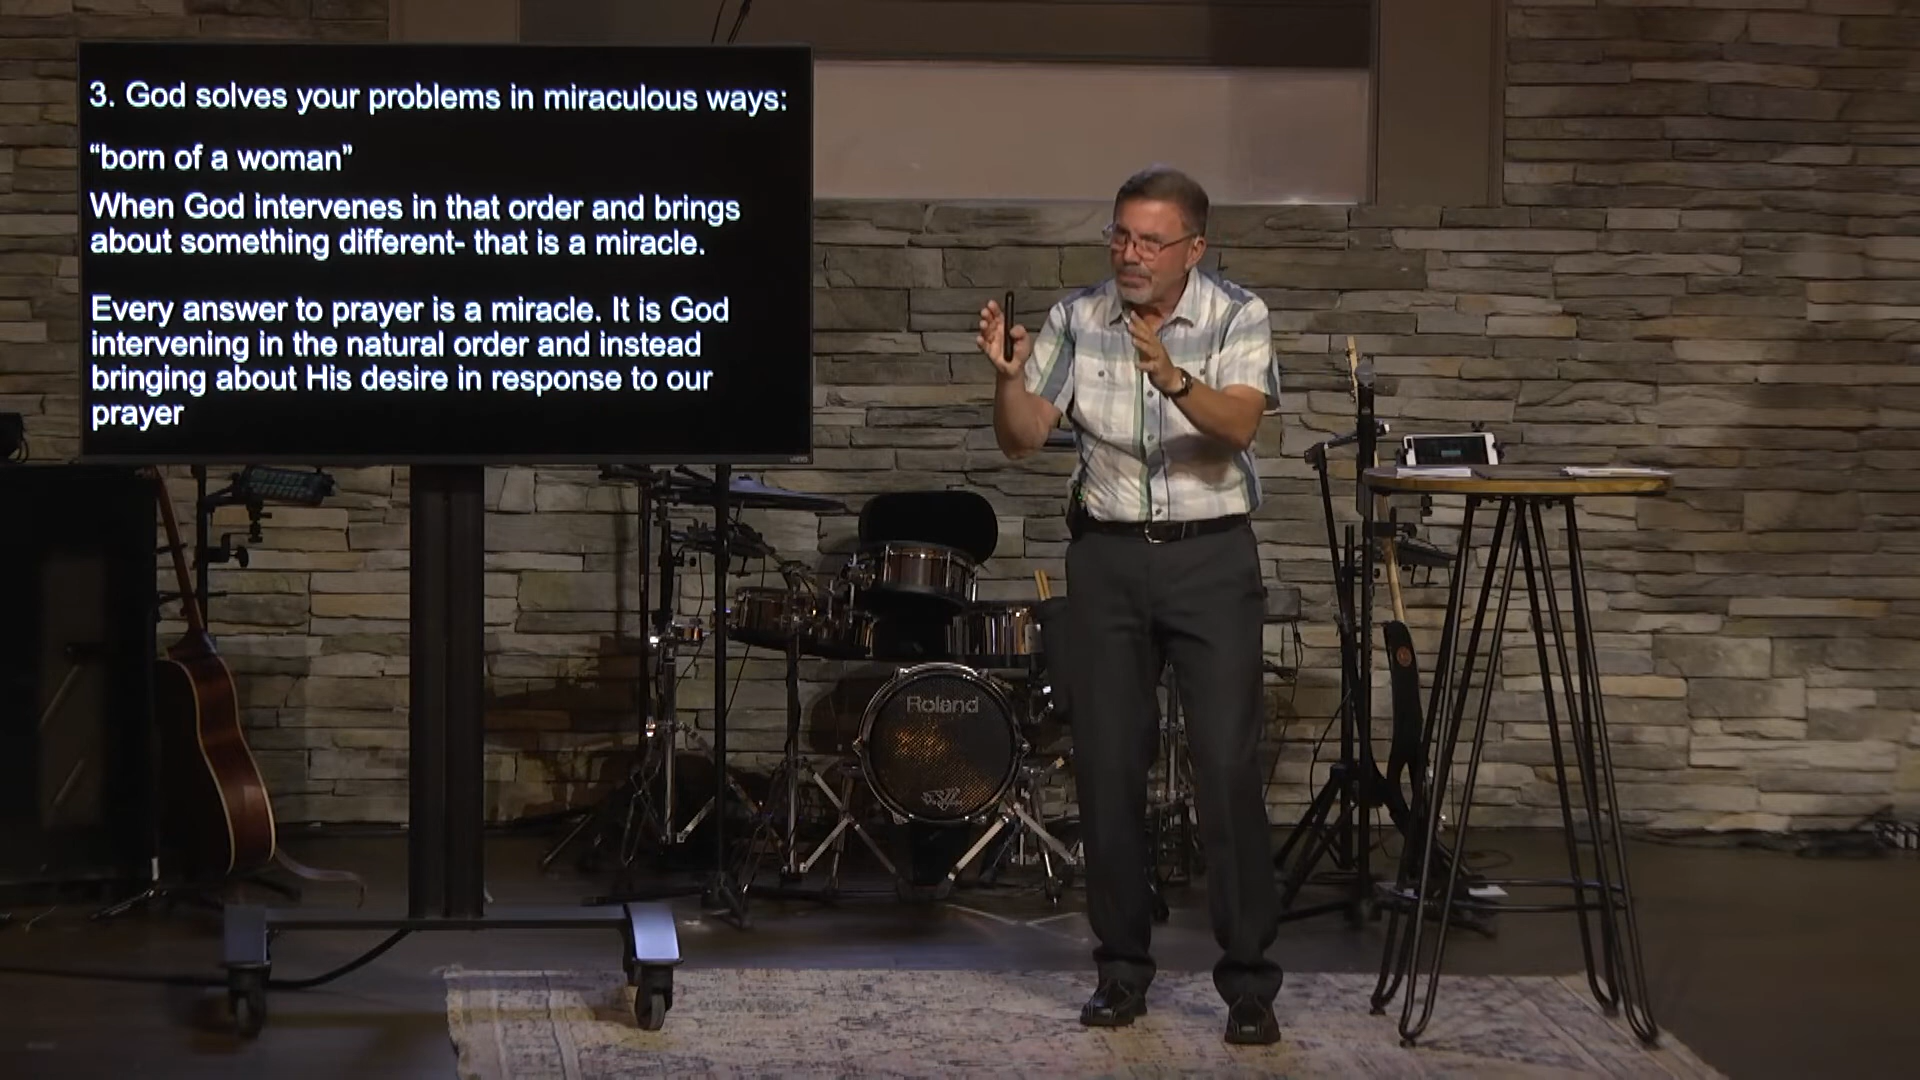 3. God solves your problems in miraculous ways:
“born of a woman”
When God intervenes in that order and brings
about something different- that is a miracle.
Every answer to prayer is a miracle. It is God
intervening in the natural order and instead
bringing about His desire in response to our
prayer
Roland